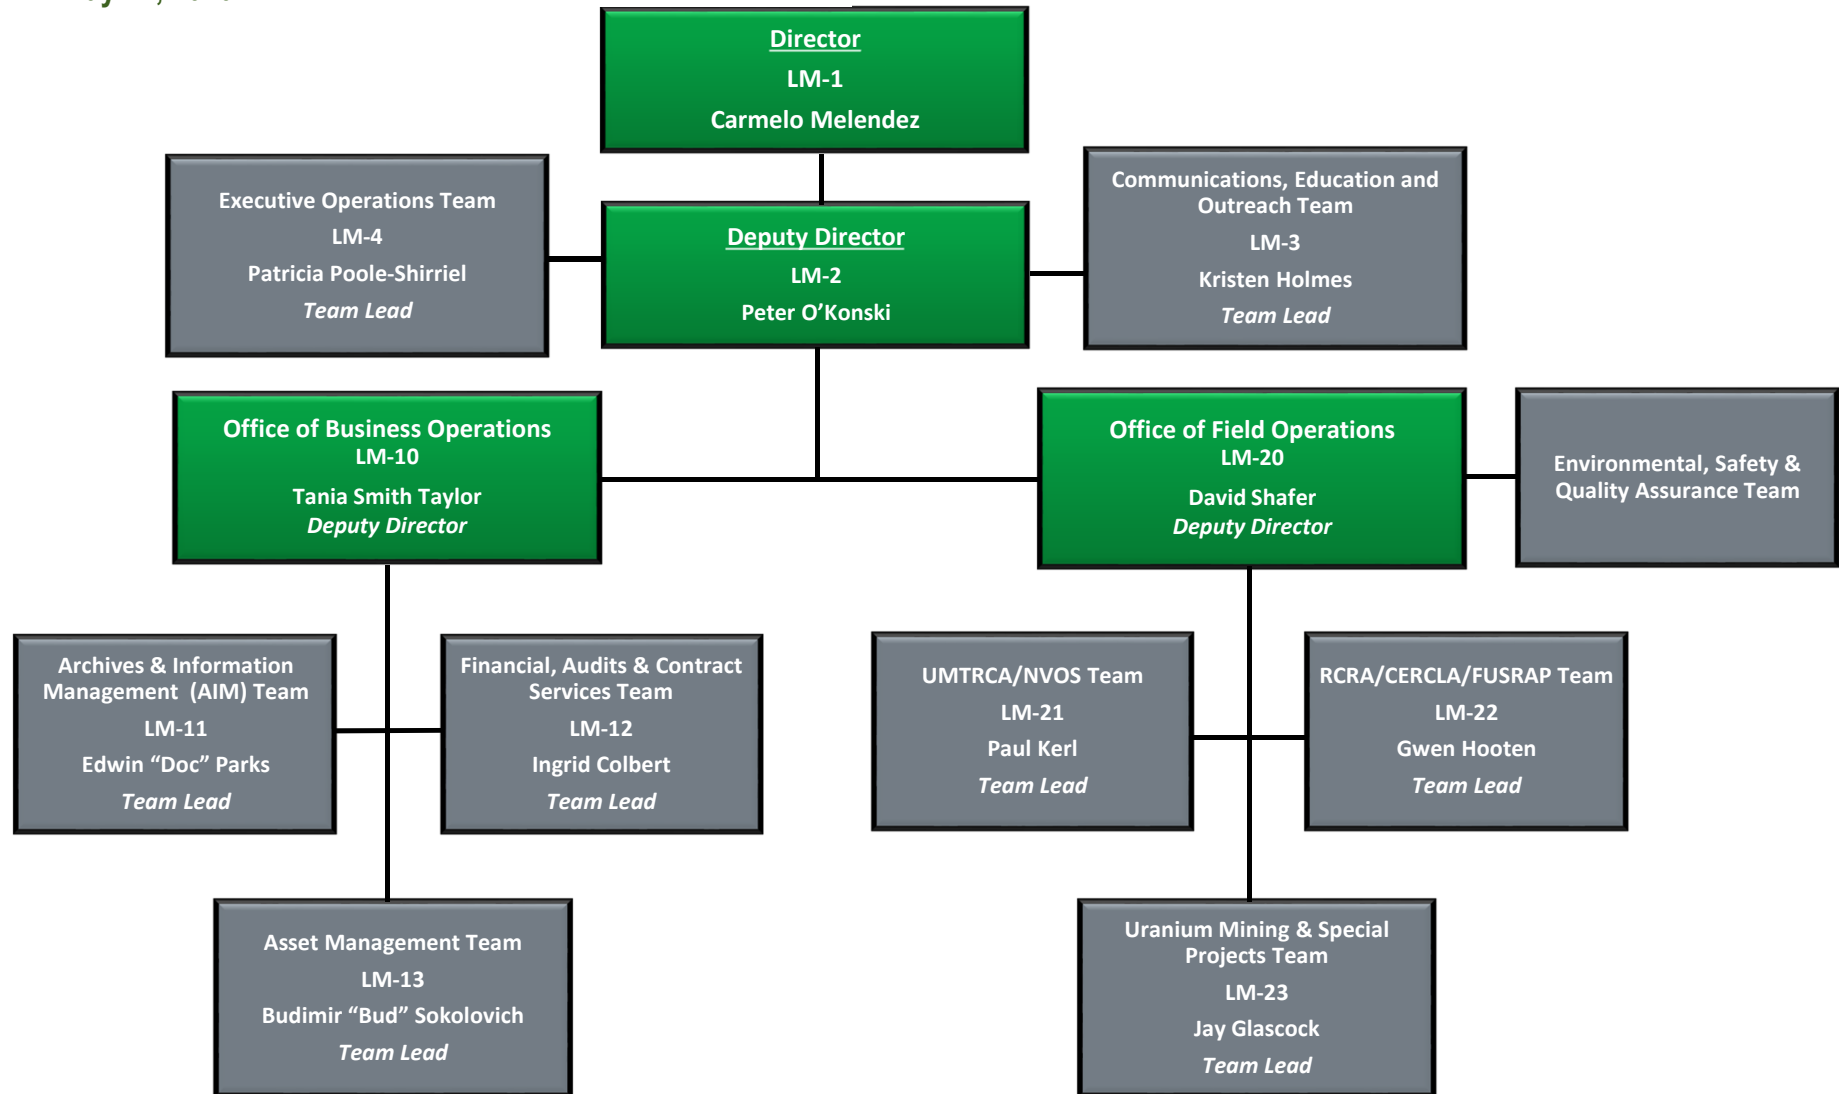 Director
LM-1
Carmelo Melendez
Executive Operations Team
LM-4
Patricia Poole-Shirriel
Team Lead
Deputy Director
LM-2
Peter O’Konski
Communications, Education and
Outreach Team
LM-3
Kristen Holmes
Team Lead
Office of Business Operations
LM-10
Tania Smith Taylor
Deputy Director
Office of Field Operations
LM-20
David Shafer
Deputy Director
Environmental, Safety &
Quality Assurance Team
Archives & Information
Management (AIM) Team
LM-11
Edwin “Doc” Parks
Team Lead
Financial, Audits & Contract
Services Team
LM-12
Ingrid Colbert
Team Lead
UMTRCA/NVOS Team
LM-21
Paul Kerl
Team Lead
RCRA/CERCLA/FUSRAP Team
LM-22
Gwen Hooten
Team Lead
Asset Management Team
LM-13
Budimir “Bud” Sokolovich
Team Lead
Uranium Mining & Special
Projects Team
LM-23
Jay Glascock
Team Lead